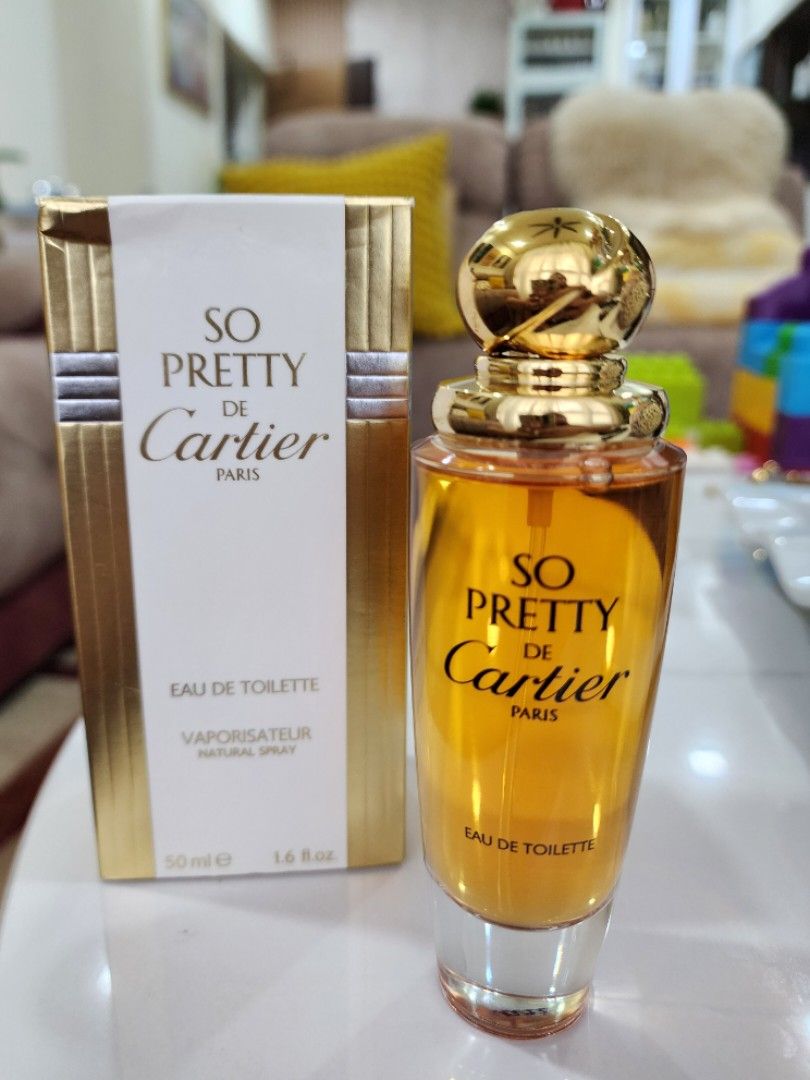 SO
PRETTY
DE
Cartier
PARIS
EAU DE TOILETTE
VAPORISATEUR
NATURAL SPRAY
50 ml e 1.6 fl.oz.
SO
PRETTY
DE
Cartier
PARIS
EAU DE TOILETTE